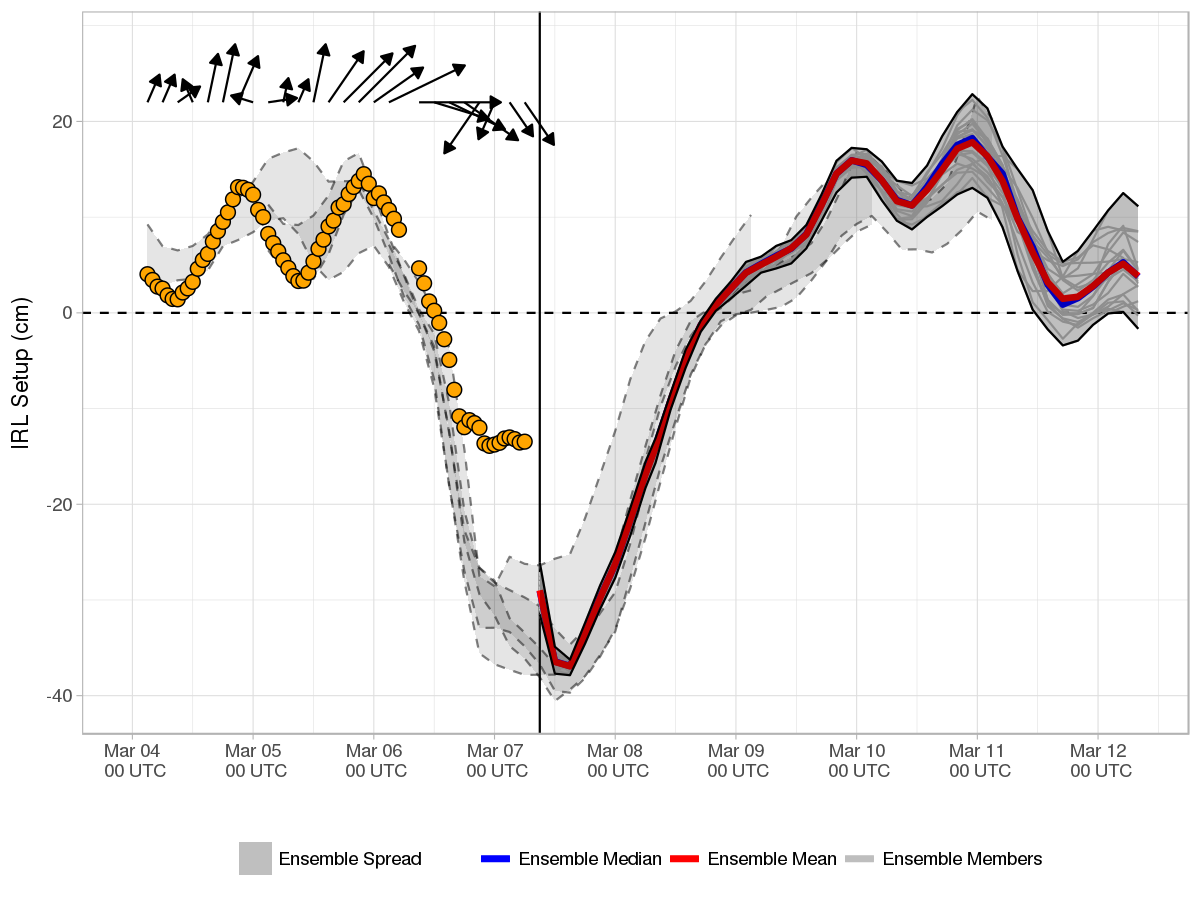 IRL Setup (cm)
20
0
-20
-40
Mar 04 Mar 05 Mar 06 Mar 07 Mar 08 Mar 09 Mar 10 Mar 11 Mar 12
00 UTC 00 UTC 00 UTC 00 UTC 00 UTC 00 UTC 00 UTC 00 UTC 00 UTC
Ensemble Spread Ensemble Median Ensemble Mean Ensemble Members